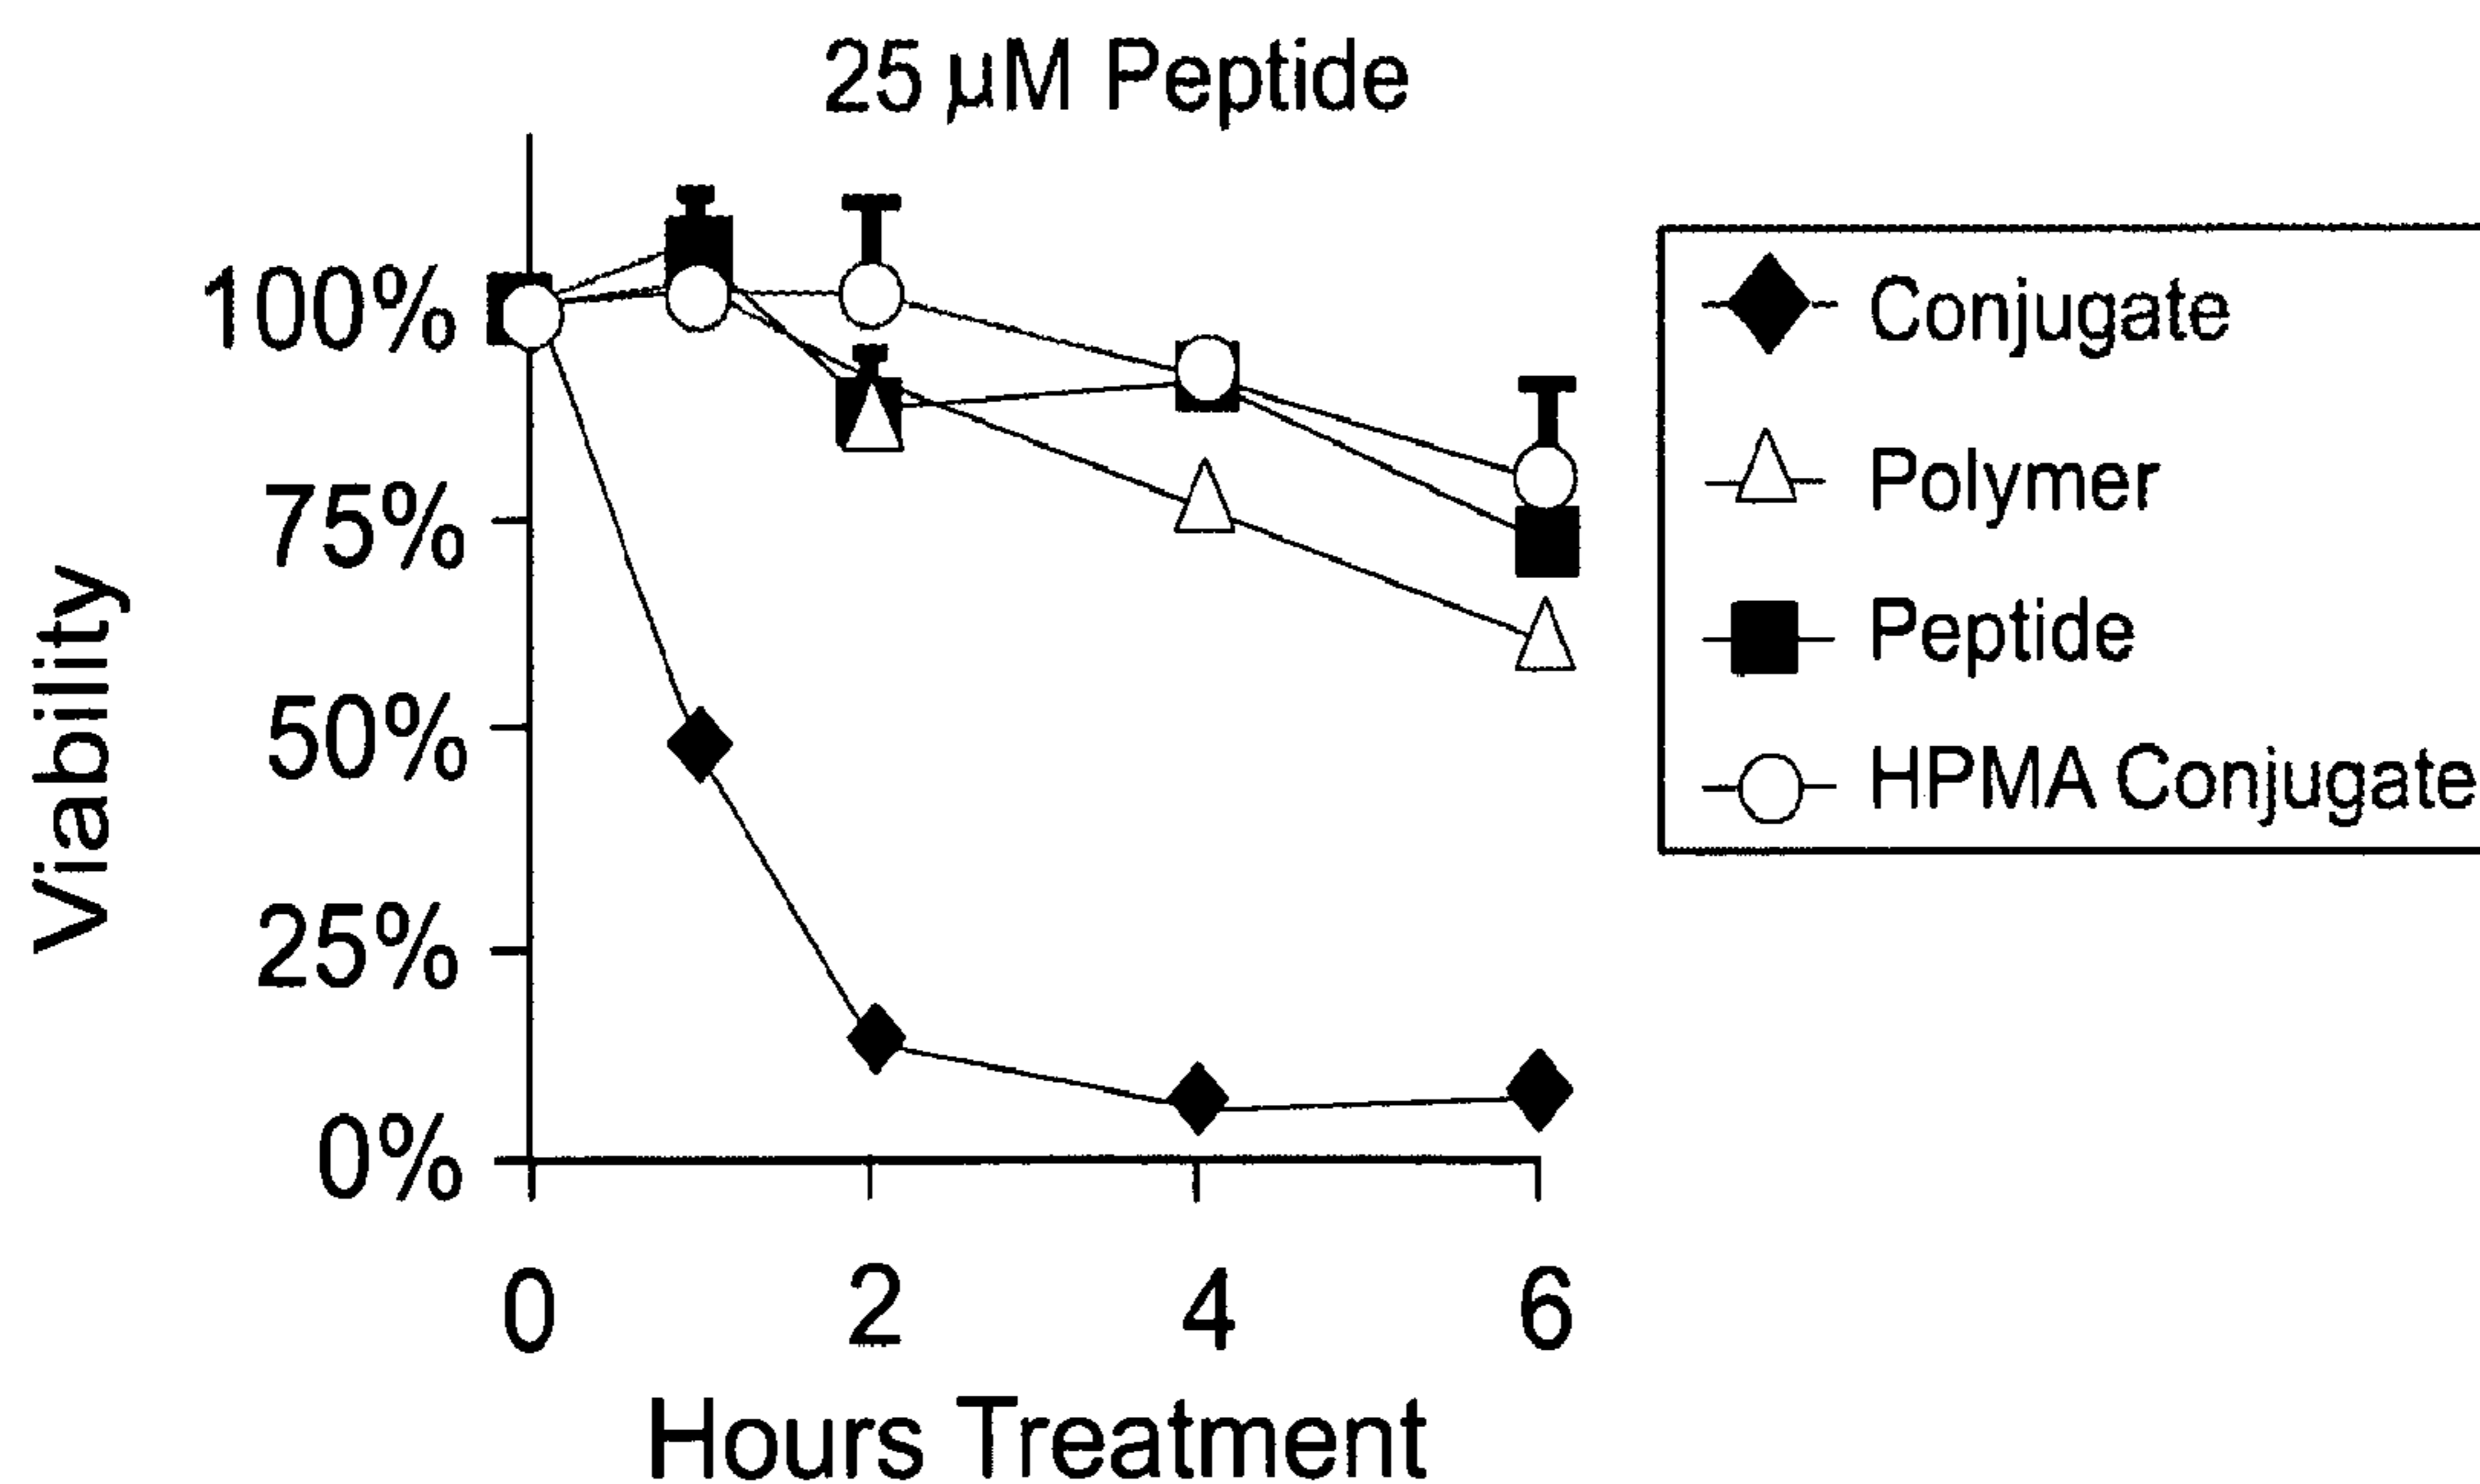 25 µM Peptide
100%
75%
50%
25%
0%
Viability
0 2 4 6
Hours Treatment
Conjugate
Polymer
Peptide
HPMA Conjugate